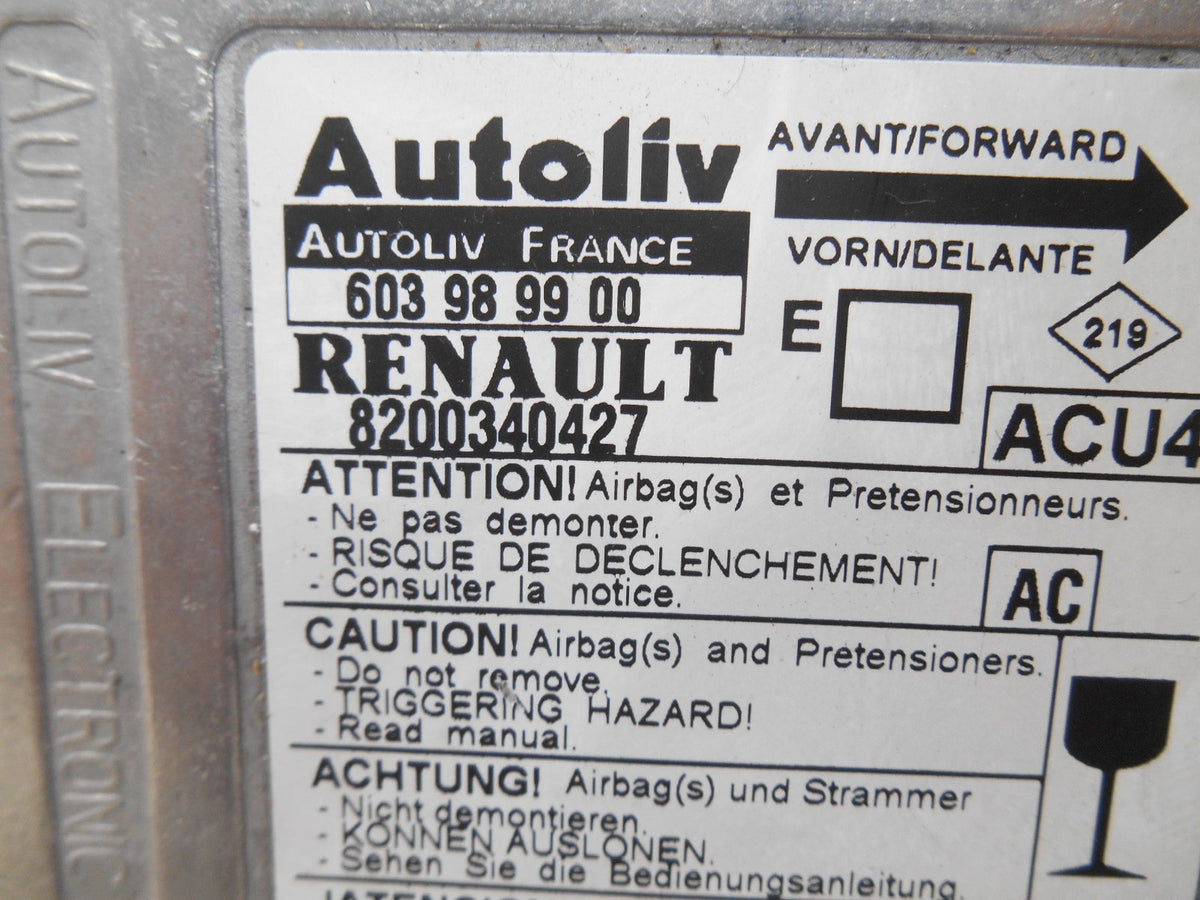 AUTOLIV ELECTRONIC
Autoliv
AUTOLIV FRANCE
603 98 99 00
RENAULT
8200340427
AVANT/FORWARD
VORN/DELANTE
E
219
ACU4
ATTENTION! Airbag(s) et Pretensionneurs.
- Ne pas demonter.
- RISQUE DE DECLENCHEMENT!
- Consulter la notice.
AC
CAUTION! Airbag(s) and Pretensioners.
- Do not remove.
- TRIGGERING HAZARD!
- Read manual.
ACHTUNG! Airbag(s) und Strammer
- Nicht demontieren.
- KONNEN AUSLONEN.
- Sehen Sie die Bedienungsanleitung.